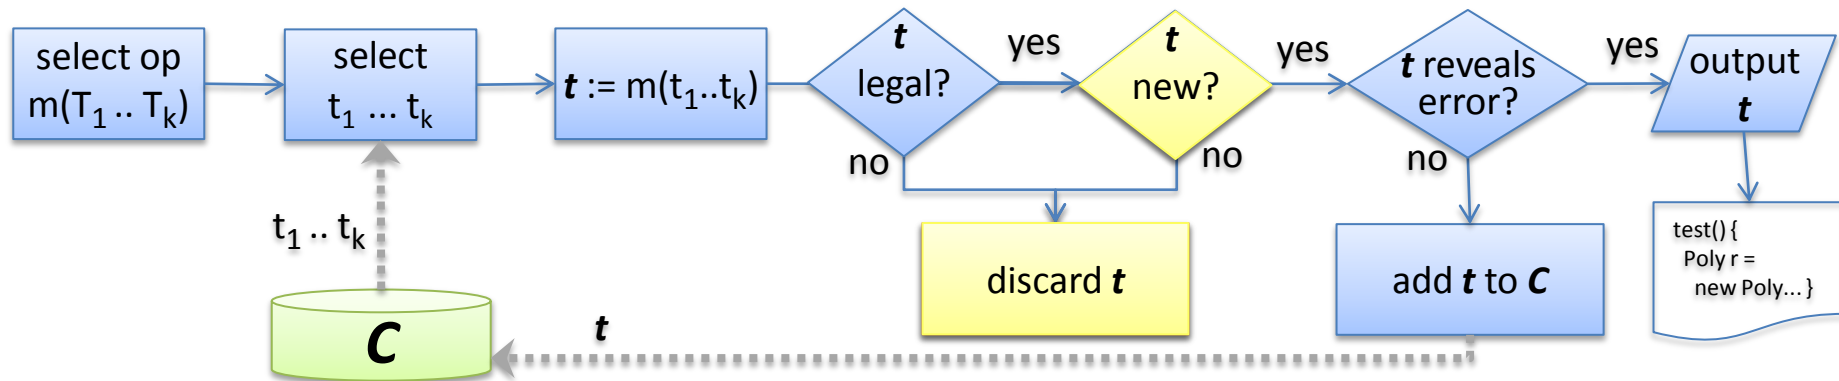 select op
m(T₁ .. Tₖ)
select
t₁ ... tₖ
t := m(t₁..tₖ)
t
legal?
yes
no
t
new?
yes
no
t reveals
error?
yes
no
output
t
test() {
Poly r =
new Poly... }
discard t
add t to C
t₁ .. tₖ
C
t